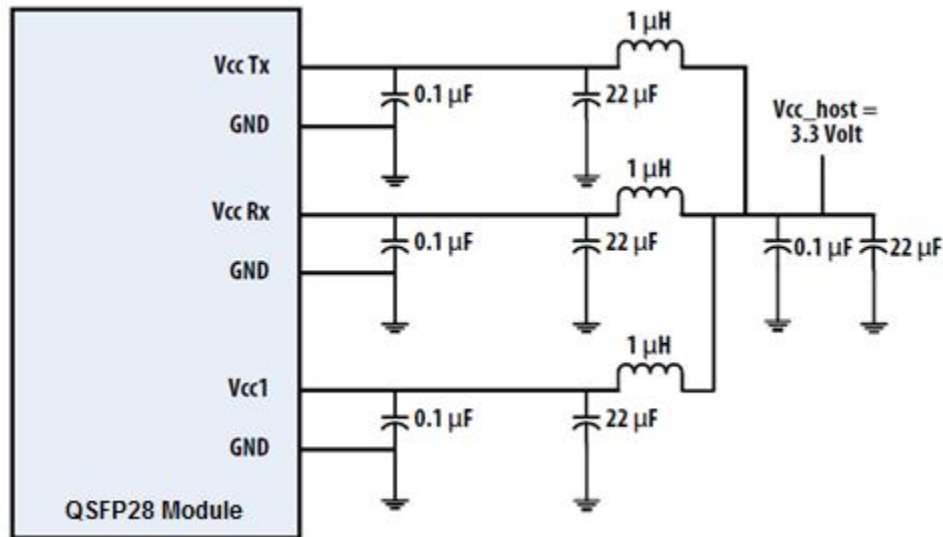 1 µH
Vcc Tx
0.1 µF
22 µF
GND
Vcc_host =
3.3 Volt
1 µH
Vcc Rx
0.1 µF
22 µF
0.1 µF
22 µF
GND
1 µH
Vcc1
0.1 µF
22 µF
GND
QSFP28 Module